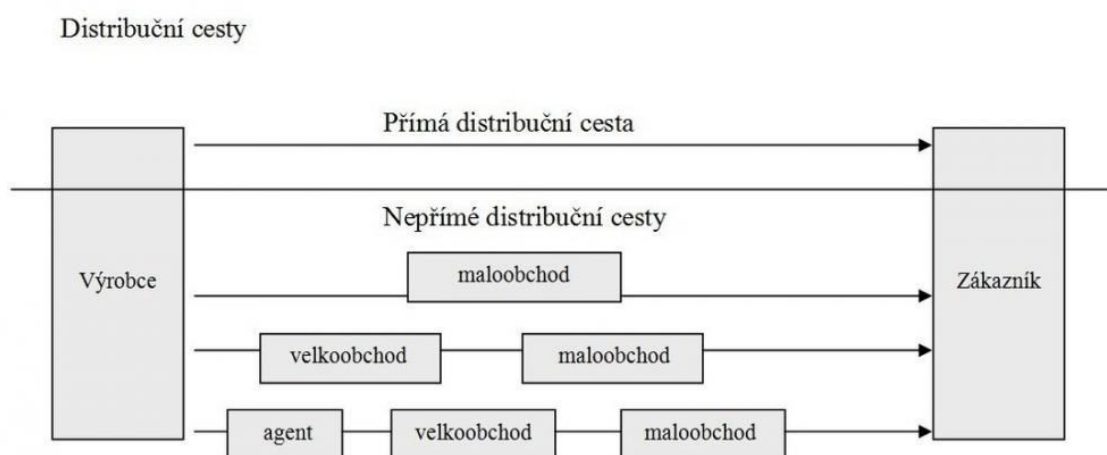 Distribuční cesty
Přímá distribuční cesta
Nepřímé distribuční cesty
Výrobce
maloobchod
Zákazník
velkoobchod
maloobchod
agent
velkoobchod
maloobchod